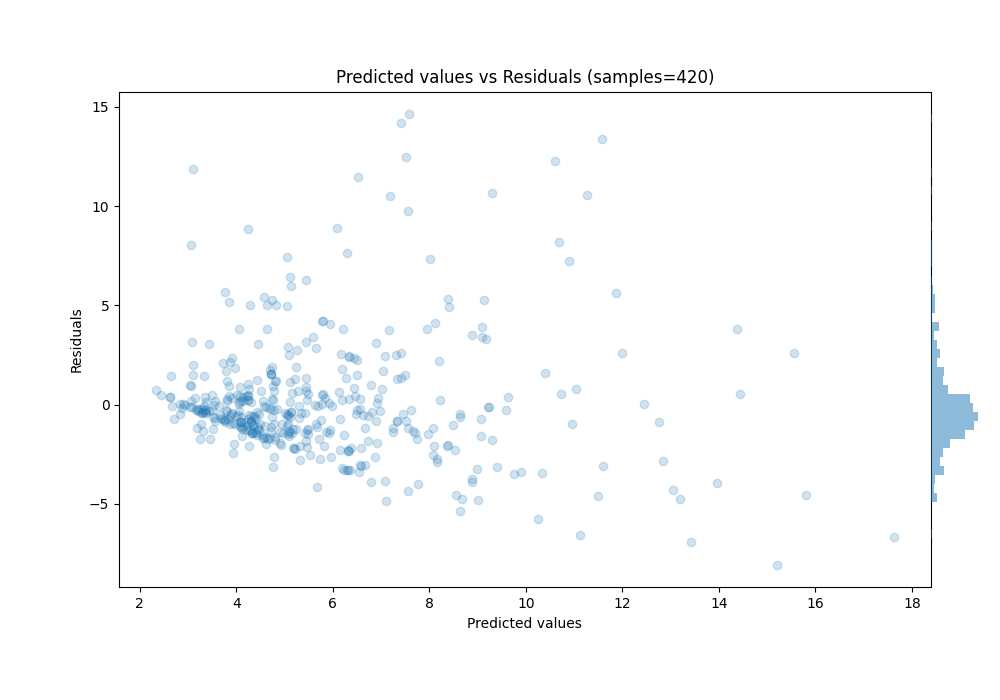 Predicted values vs Residuals (samples=420)
15
10
5
0
−5
Residuals
2 4 6 8 10 12 14 16 18
Predicted values